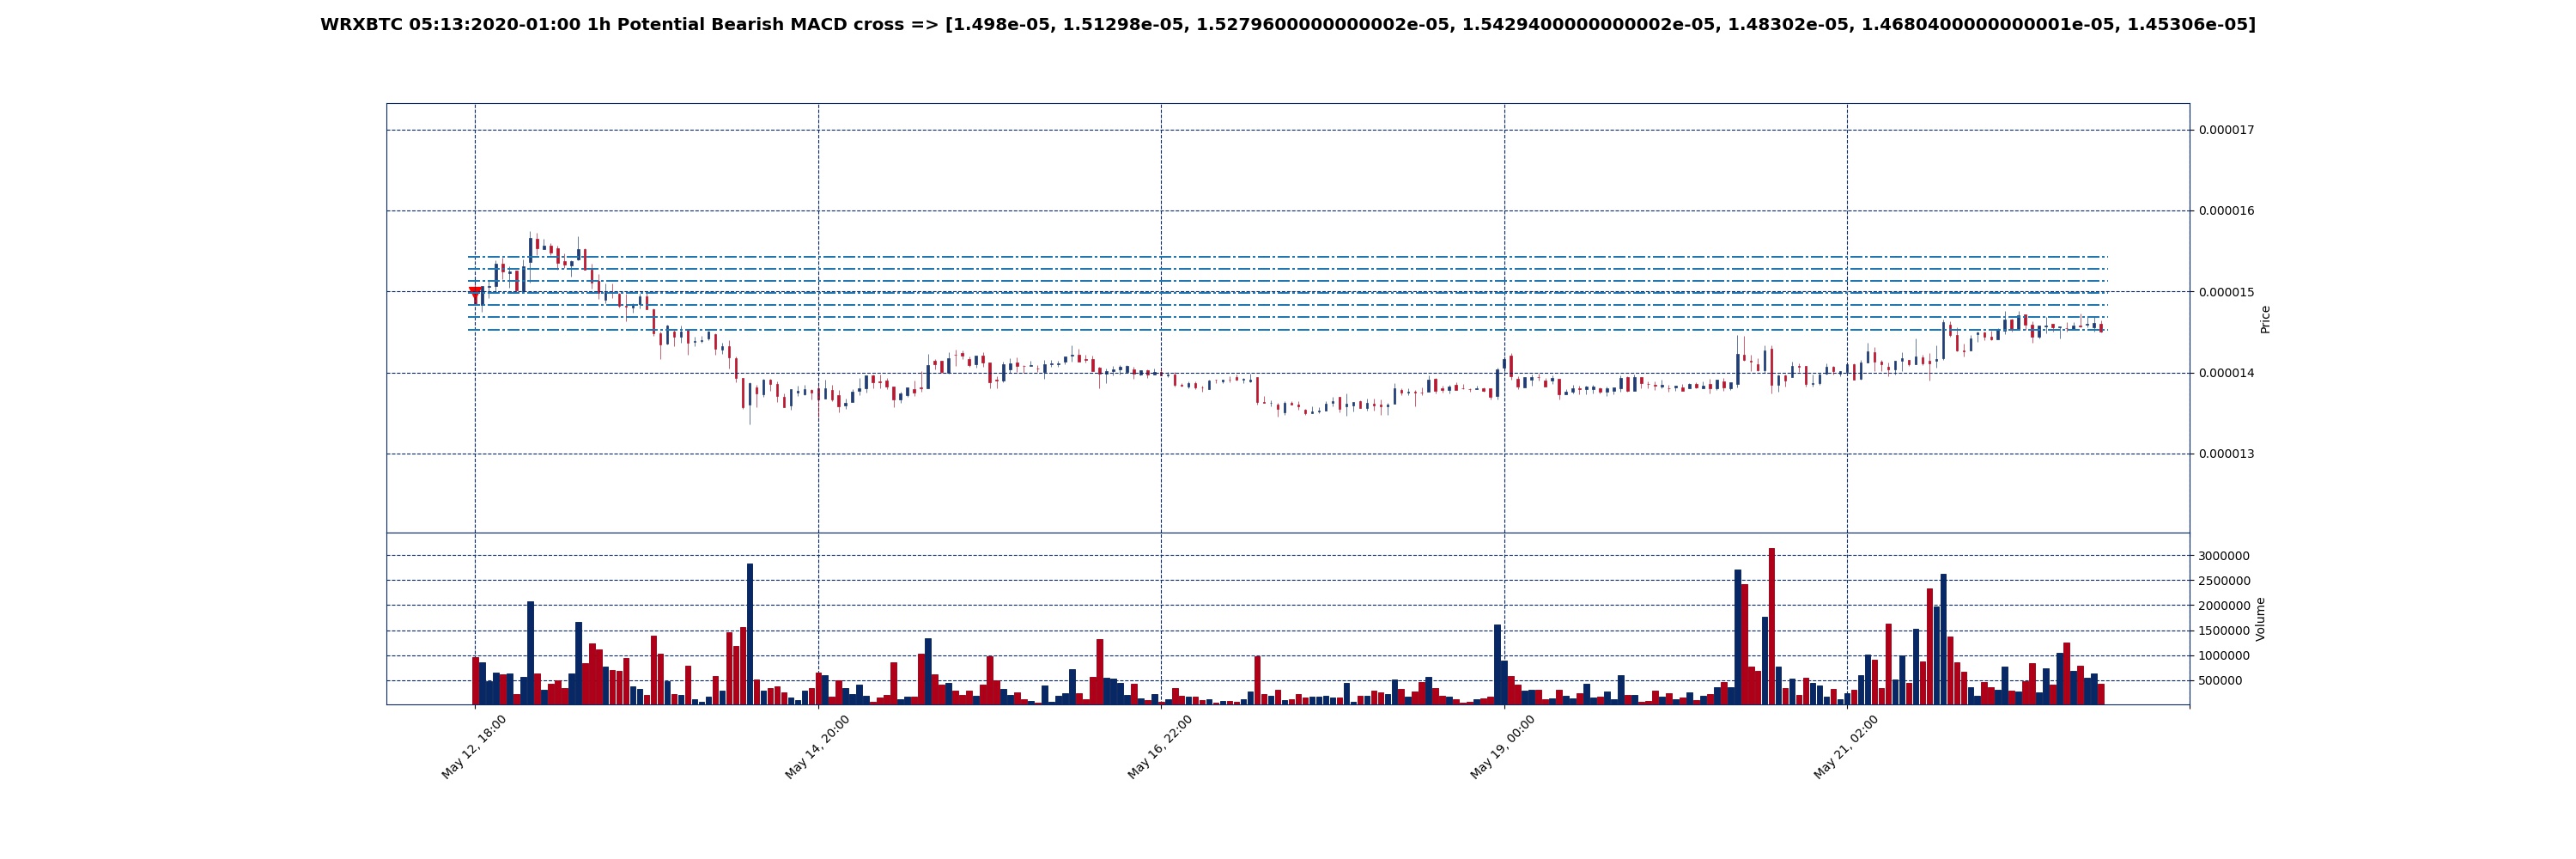 WRXBTC 05:13:2020-01:00 1h Potential Bearish MACD cross => [1.498e-05, 1.51298e-05, 1.5279600000000002e-05, 1.5429400000000002e-05, 1.48302e-05, 1.4680400000000001e-05, 1.45306e-05]
0.000017
0.000016
0.000015
Price
0.000014
0.000013
3000000
2500000
2000000
Volume
1500000
1000000
500000
May 12, 18:00
May 14, 20:00
May 16, 22:00
May 19, 00:00
May 21, 02:00